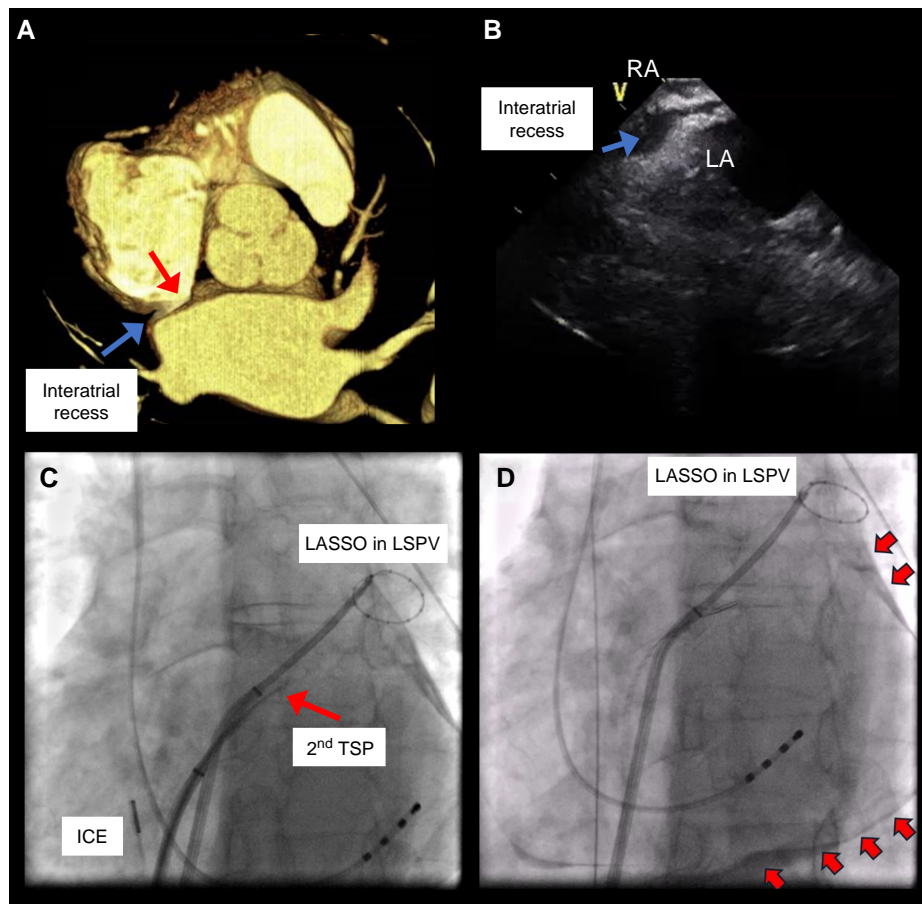 A
Interatrial
recess
B
RA
V
Interatrial
recess
LA
C
LASSO in LSPV
2nd TSP
ICE
D
LASSO in LSPV